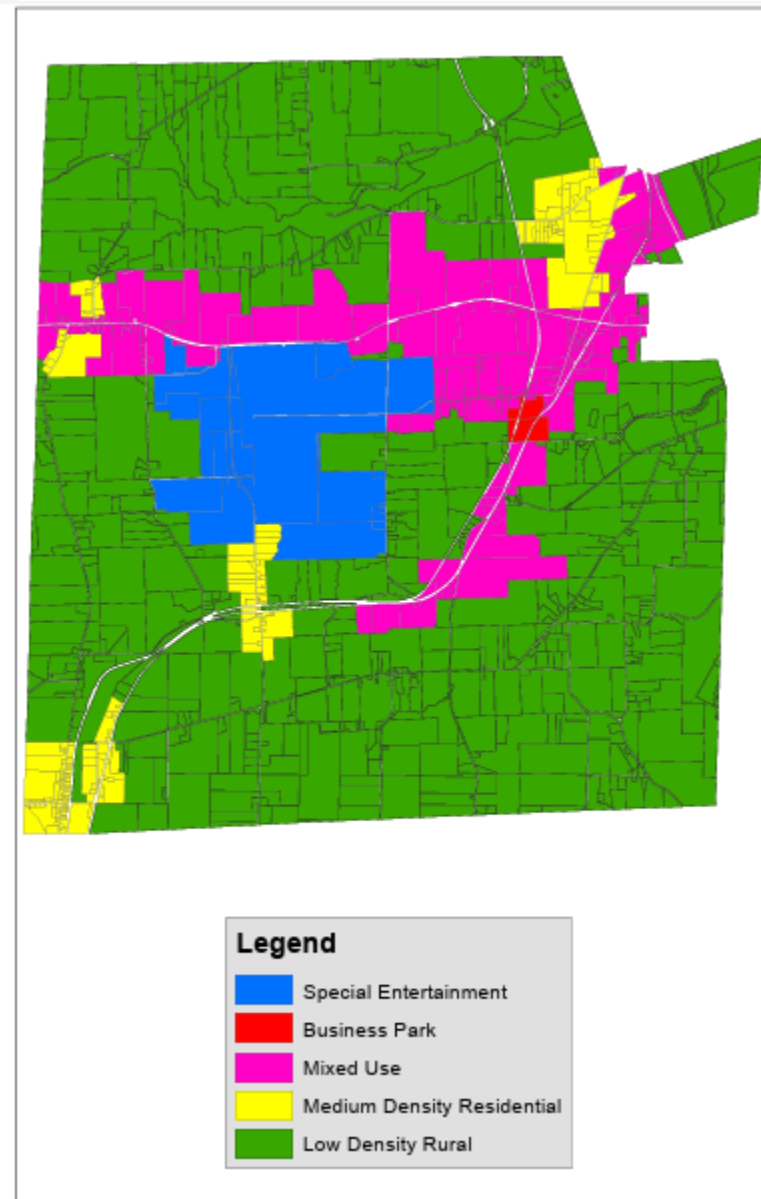 Legend
Special Entertainment
Business Park
Mixed Use
Medium Density Residential
Low Density Rural